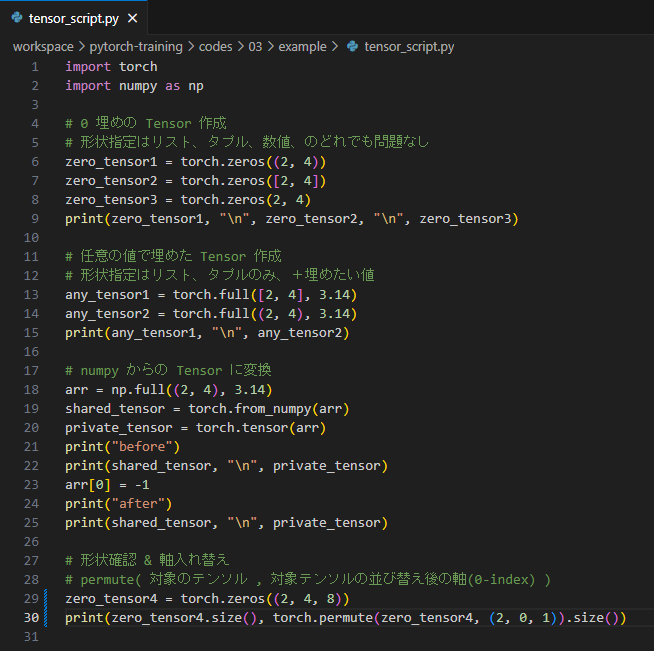 tensor_script.py ×
workspace > pytorch-training > codes > 03 > example > tensor_script.py
1 import torch
2 import numpy as np
3
4 # 0 埋めの Tensor 作成
5 # 形状指定はリスト、タプル、数値、のどれでも問題なし
6 zero_tensor1 = torch.zeros((2, 4))
7 zero_tensor2 = torch.zeros([2, 4])
8 zero_tensor3 = torch.zeros(2, 4)
9 print(zero_tensor1, "\n", zero_tensor2, "\n", zero_tensor3)
10
11 # 任意の値で埋めた Tensor 作成
12 # 形状指定はリスト、タプルのみ、＋埋めたい値
13 any_tensor1 = torch.full([2, 4], 3.14)
14 any_tensor2 = torch.full((2, 4), 3.14)
15 print(any_tensor1, "\n", any_tensor2)
16
17 # numpy からの Tensor に変換
18 arr = np.full((2, 4), 3.14)
19 shared_tensor = torch.from_numpy(arr)
20 private_tensor = torch.tensor(arr)
21 print("before")
22 print(shared_tensor, "\n", private_tensor)
23 arr[0] = -1
24 print("after")
25 print(shared_tensor, "\n", private_tensor)
26
27 # 形状確認 & 軸入れ替え
28 # permute( 対象のテンソル , 対象テンソルの並び替え後の軸(0-index) )
29 zero_tensor4 = torch.zeros((2, 4, 8))
30 print(zero_tensor4.size(), torch.permute(zero_tensor4, (2, 0, 1)).size())
31